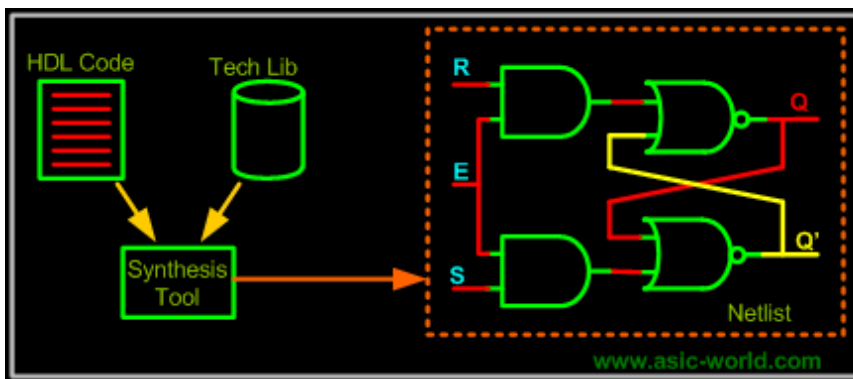 HDL Code
Tech Lib
Synthesis
Tool
R
E
S
Q
Q'
Netlist
www.asic-world.com